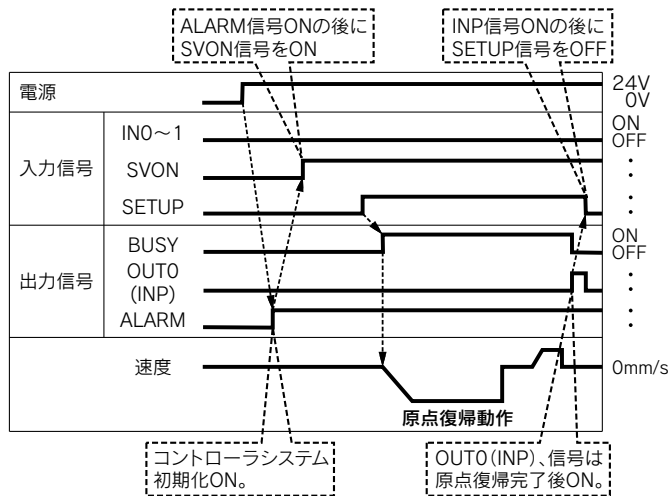 ALARM信号ONの後に
SVON信号をON
INP信号ONの後に
SETUP信号をOFF
電源
24V
0V
入力信号
IN0～1
ON
OFF
SVON
SETUP
出力信号
BUSY
ON
OFF
OUT0
(INP)
ALARM
速度
0mm/s
原点復帰動作
コントローラシステム
初期化ON。
OUT0(INP)、信号は
原点復帰完了後ON。